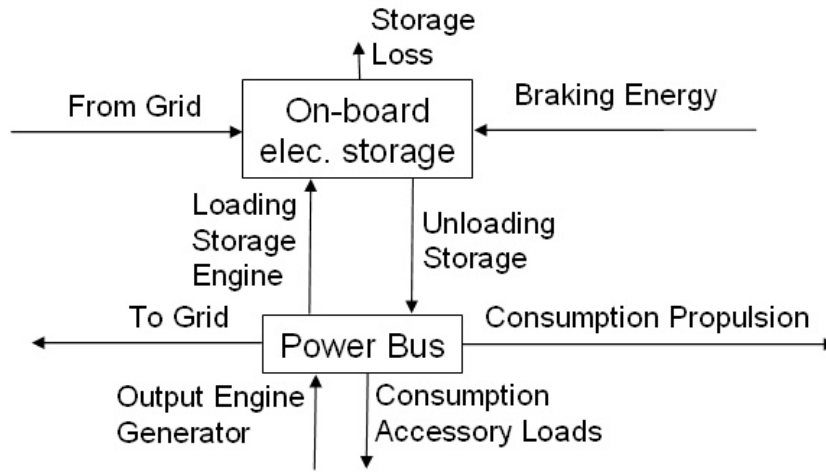 Storage
Loss
From Grid
On-board
elec. storage
Braking Energy
Loading
Storage
Engine
Unloading
Storage
To Grid
Power Bus
Consumption Propulsion
Output Engine
Generator
Consumption
Accessory Loads